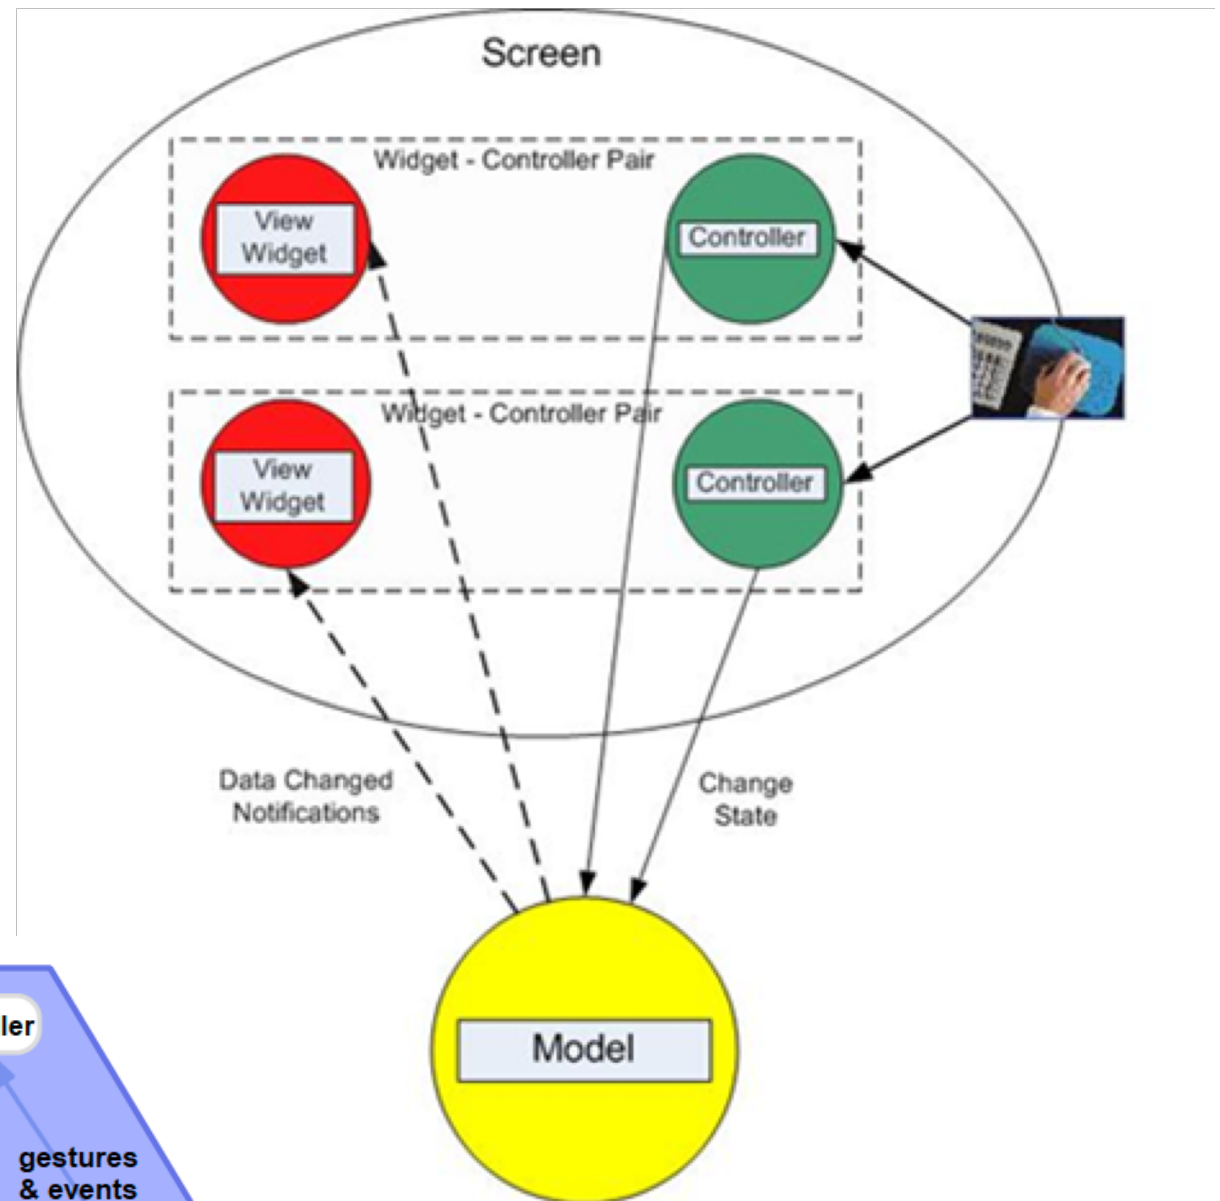 Screen
Widget - Controller Pair
View
Widget
Controller
Widget - Controller Pair
View
Widget
Controller
Data Changed
Notifications
Change
State
Model
ler
gestures
& events